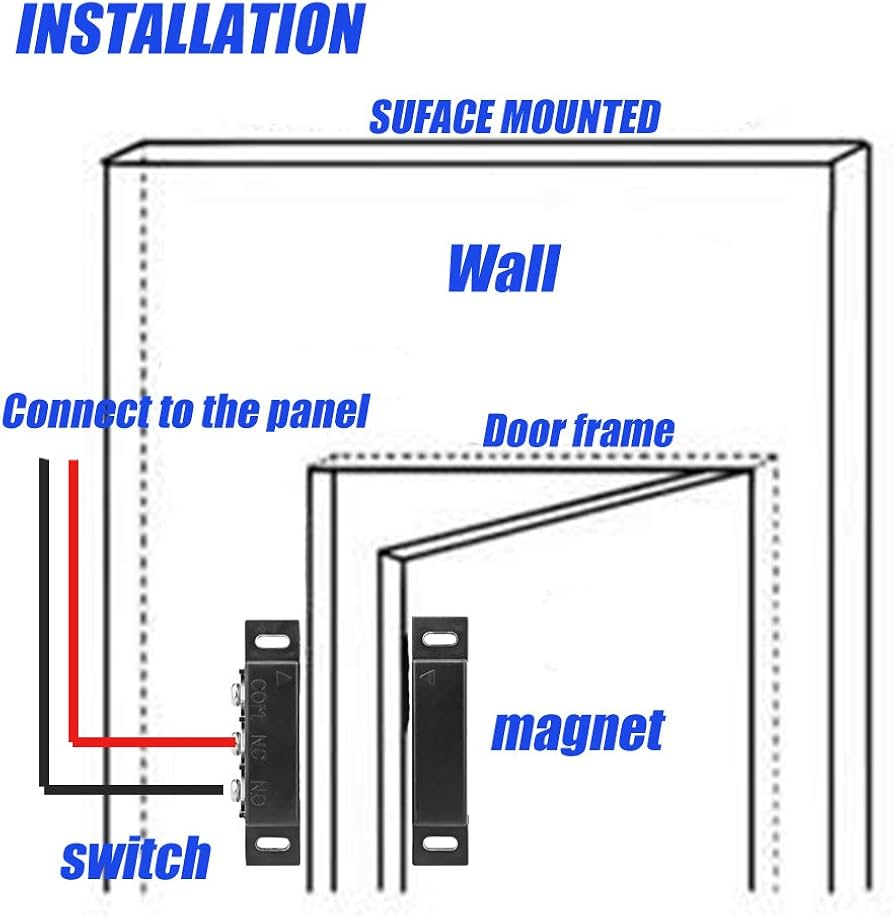 INSTALLATION
SUFACE MOUNTED
Wall
Connect to the panel
Door frame
COM NC NO
magnet
switch